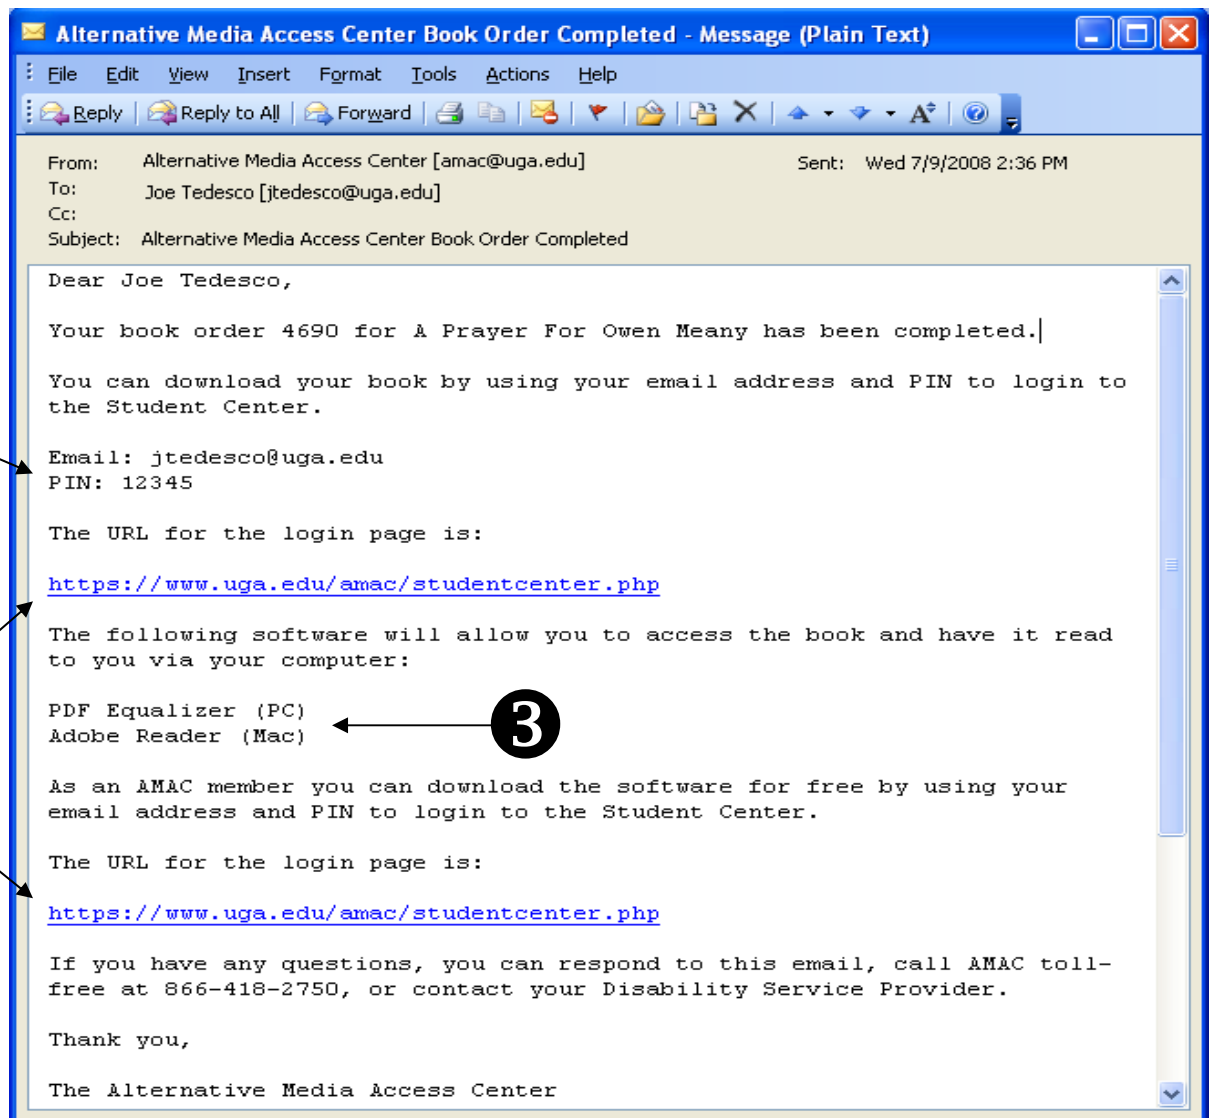 Alternative Media Access Center Book Order Completed - Message (Plain Text)
File Edit View Insert Format Tools Actions Help
Reply Reply to All Forward
From: Alternative Media Access Center [amac@uga.edu] Sent: Wed 7/9/2008 2:36 PM
To: Joe Tedesco [jtedesco@uga.edu]
Cc:
Subject: Alternative Media Access Center Book Order Completed
Dear Joe Tedesco,
Your book order 4690 for A Prayer For Owen Meany has been completed.
You can download your book by using your email address and PIN to login to
the Student Center.
Email: jtedesco@uga.edu
PIN: 12345
The URL for the login page is:
https://www.uga.edu/amac/studentcenter.php
The following software will allow you to access the book and have it read
to you via your computer:
PDF Equalizer (PC)
Adobe Reader (Mac)
3
As an AMAC member you can download the software for free by using your
email address and PIN to login to the Student Center.
The URL for the login page is:
https://www.uga.edu/amac/studentcenter.php
If you have any questions, you can respond to this email, call AMAC toll-
free at 866-418-2750, or contact your Disability Service Provider.
Thank you,
The Alternative Media Access Center